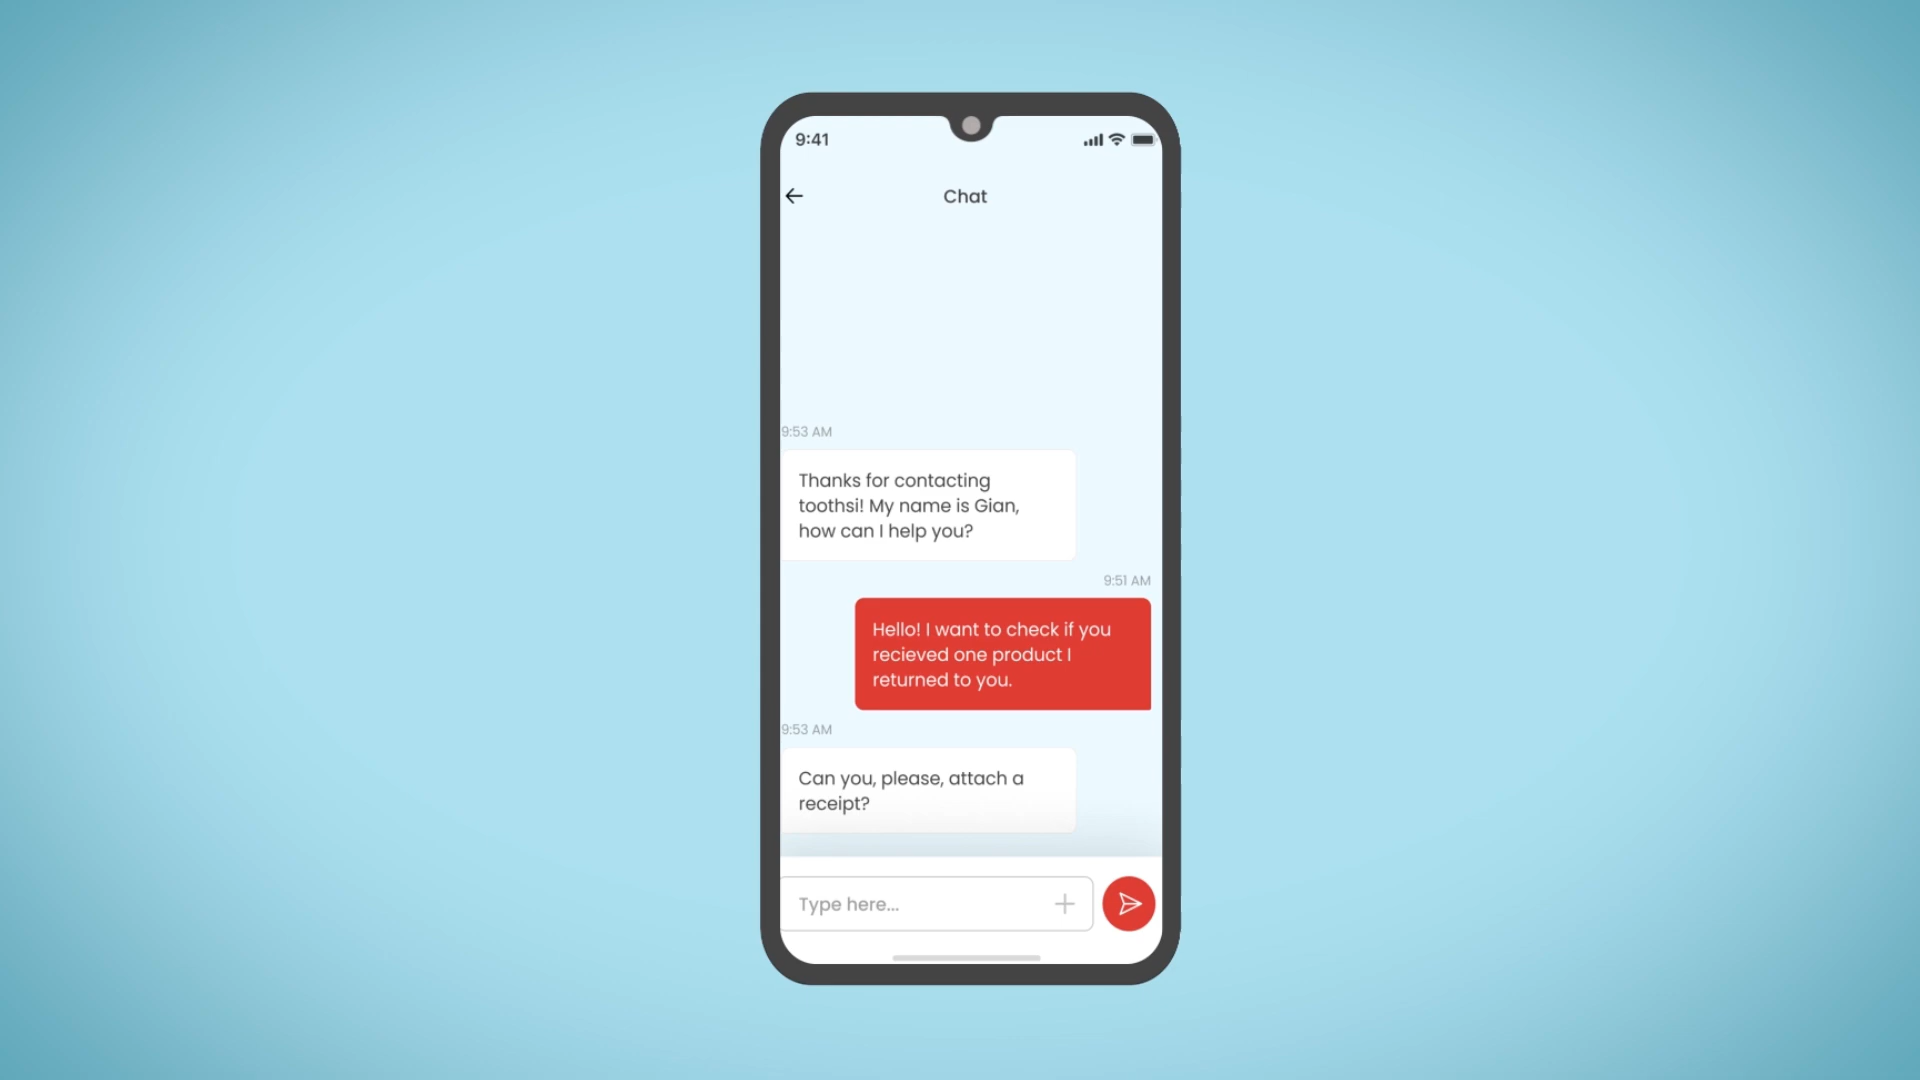 9:41
Chat
9:53 AM
Thanks for contacting
toothsi! My name is Gian,
how can I help you?
9:51 AM
Hello! I want to check if you
recieved one product I
returned to you.
9:53 AM
Can you, please, attach a
receipt?
Type here...